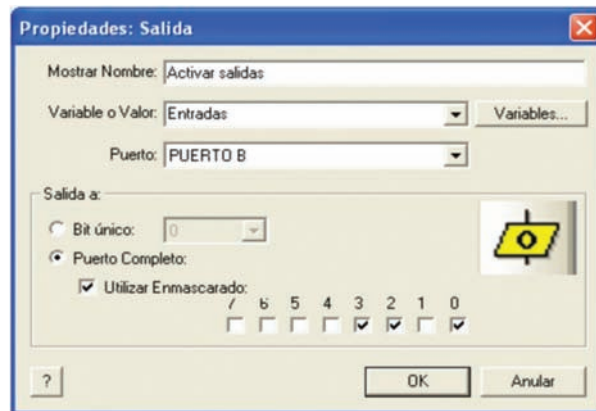 Propiedades: Salida
Mostrar Nombre: Activar salidas
Variable o Valor: Entradas Variables...
Puerto: PUERTO B
Salida a:
Bit único: 0
Puerto Completo:
Utilizar Enmascarado:
7 6 5 4 3 2 1 0
O
? OK Anular